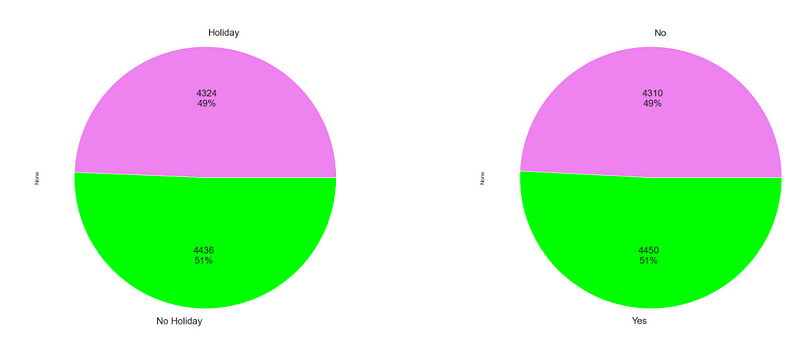 Holiday
4324
49%
None
4436
51%
No Holiday
No
4310
49%
None
4450
51%
Yes